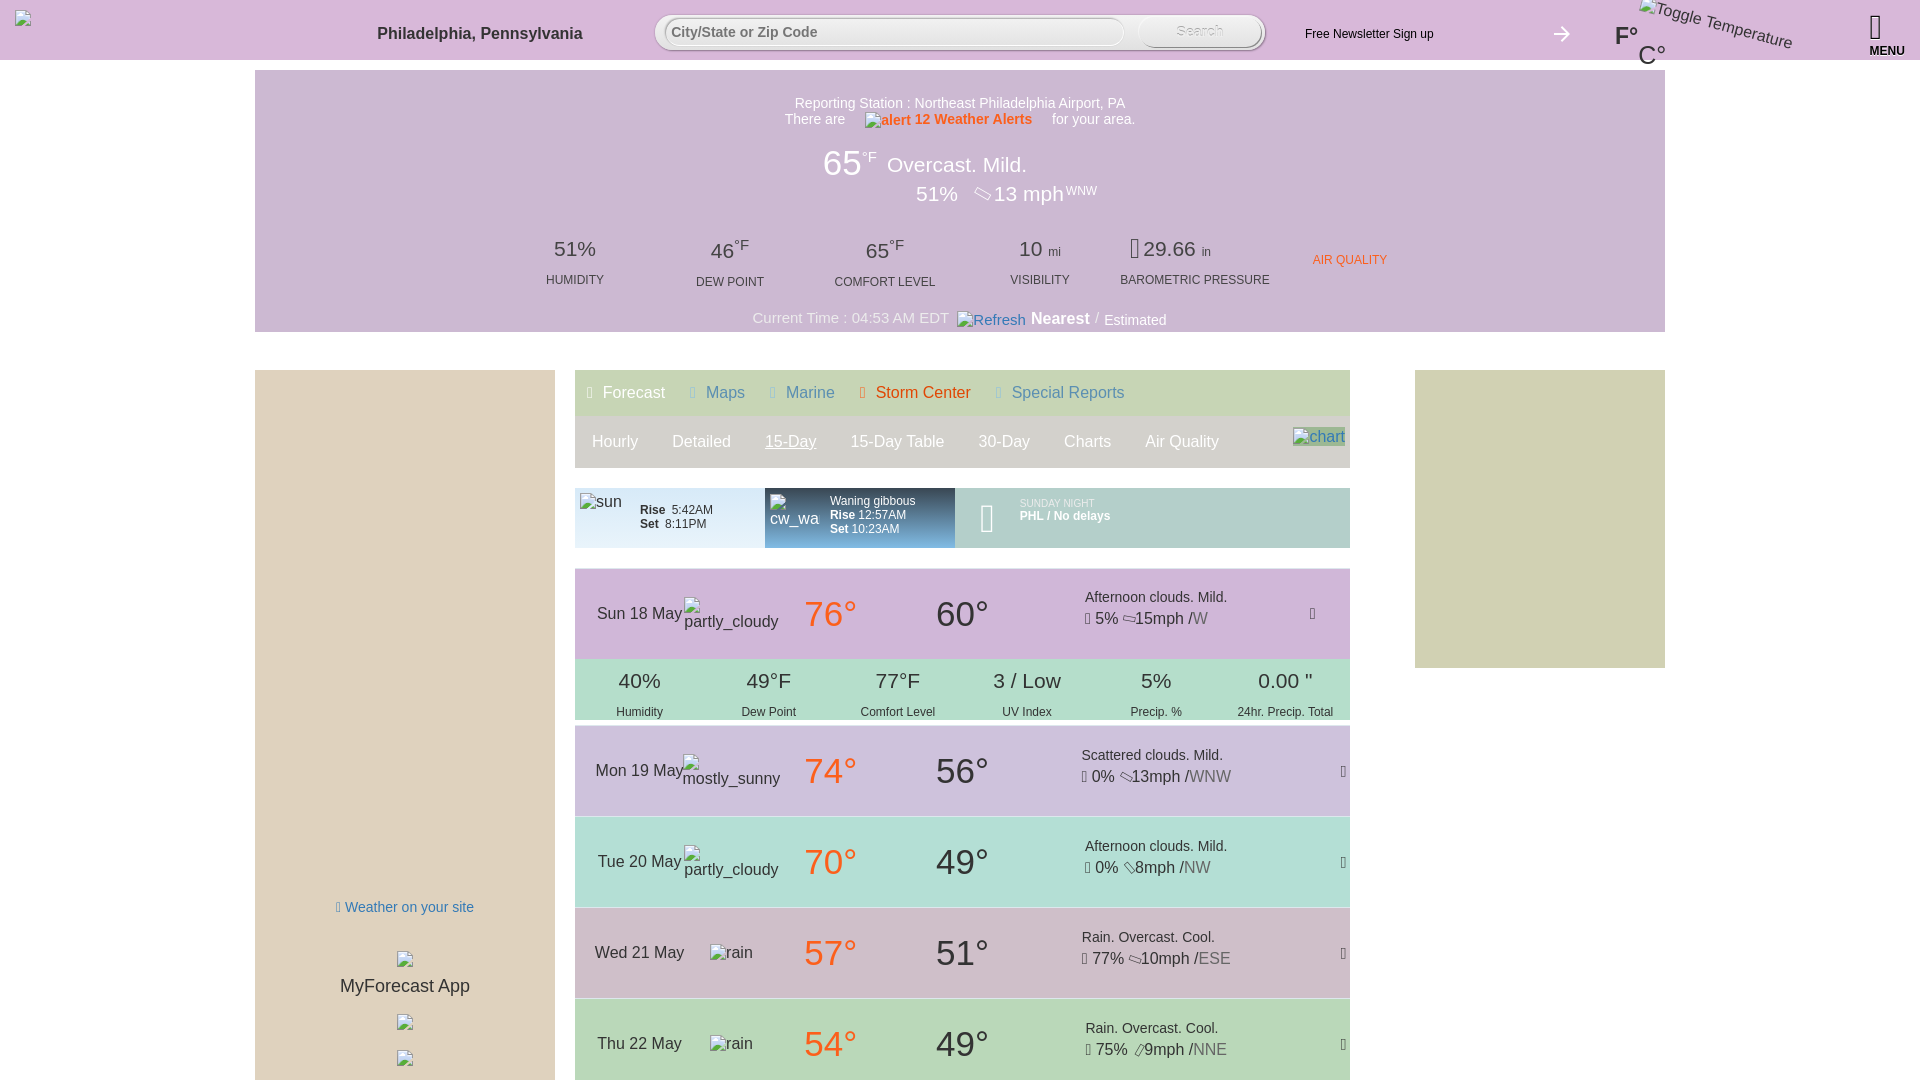 Philadelphia, Pennsylvania
City/State or Zip Code
Search
Free Newsletter Sign up
F°
C°
Toggle Temperature
MENU
Reporting Station : Northeast Philadelphia Airport, PA
There are alert 12 Weather Alerts for your area.
65°F Overcast. Mild.
51% 13 mph WNW
51%
HUMIDITY
46°F
DEW POINT
65°F
COMFORT LEVEL
10 mi
VISIBILITY
29.66 in
BAROMETRIC PRESSURE
AIR QUALITY
Current Time : 04:53 AM EDT Refresh Nearest / Estimated
Forecast Maps Marine Storm Center Special Reports
Hourly Detailed 15-Day 15-Day Table 30-Day Charts Air Quality chart
sun
Rise 5:42AM
Set 8:11PM
cw_wa
Waning gibbous
Rise 12:57AM
Set 10:23AM
SUNDAY NIGHT
PHL / No delays
Sun 18 May partly_cloudy 76° 60°
Afternoon clouds. Mild.
5% 15mph /W
40% 49°F 77°F 3 / Low 5% 0.00 "
Humidity Dew Point Comfort Level UV Index Precip. % 24hr. Precip. Total
Mon 19 May mostly_sunny 74° 56°
Scattered clouds. Mild.
0% 13mph /WNW
Tue 20 May partly_cloudy 70° 49°
Afternoon clouds. Mild.
0% 8mph /NW
Wed 21 May rain 57° 51°
Rain. Overcast. Cool.
77% 10mph /ESE
Thu 22 May rain 54° 49°
Rain. Overcast. Cool.
75% 9mph /NNE
Weather on your site
MyForecast App